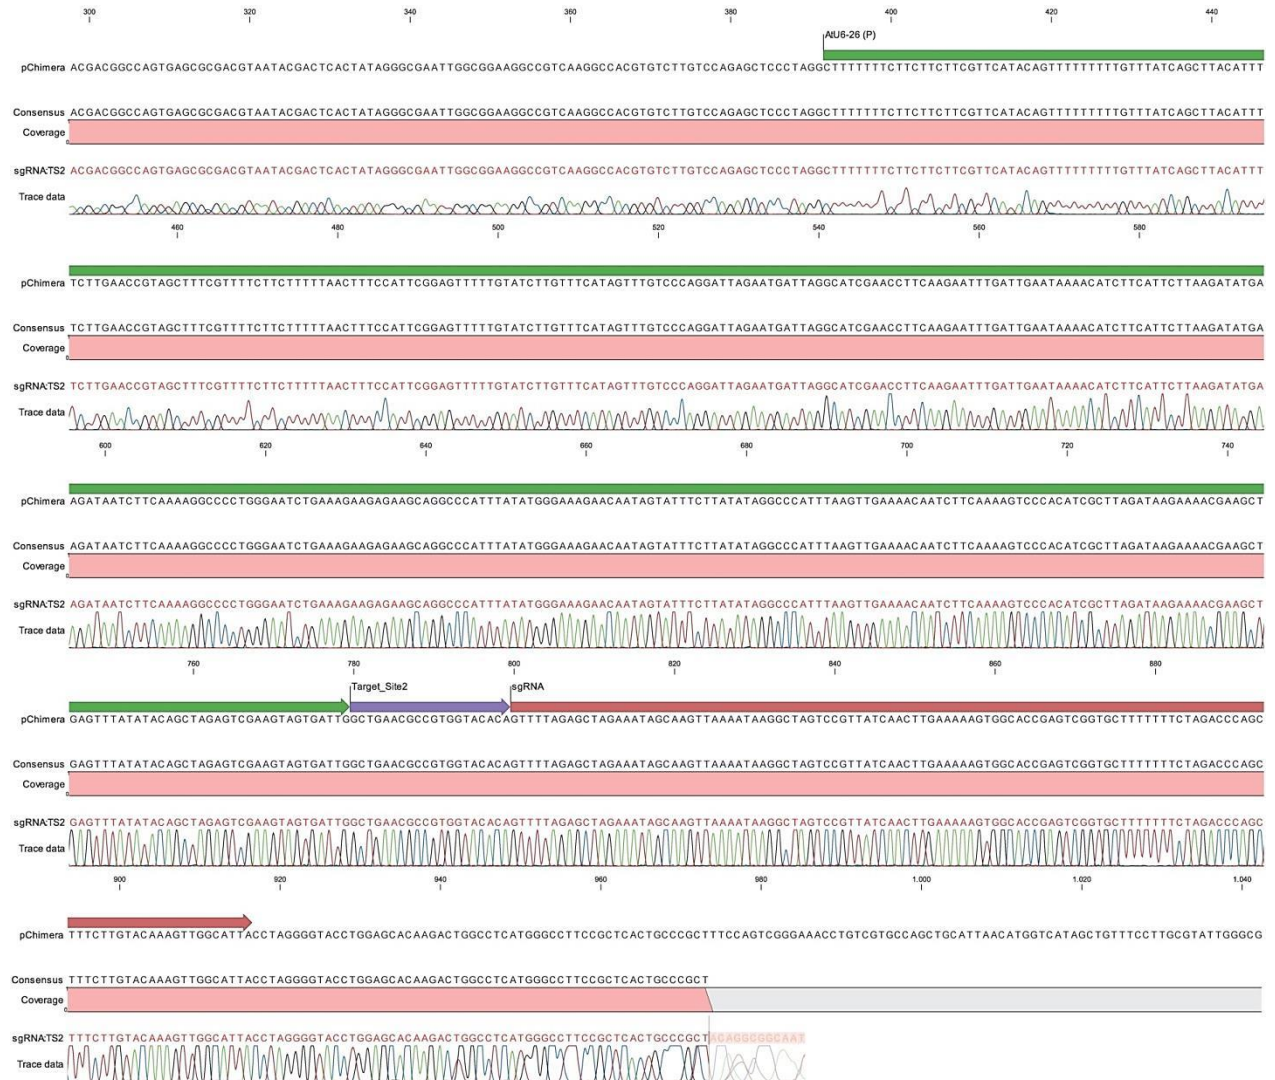 300 320 340 360 380 400 420 440
AtU6-26 (P)
pChimera ACGACGGCCAGTGAGCGCGACGTAATACGACTCACTATAGGGCGAATTGGCGGAAGGCCGTCAAGGCCACGTGTCTTGTCCAGAGCTCCCTAGGCTTTTTTTCTTCTTCTTCGTTCATACAGTTTTTTTTTGTTTATCAGCTTACATTT
Consensus ACGACGGCCAGTGAGCGCGACGTAATACGACTCACTATAGGGCGAATTGGCGGAAGGCCGTCAAGGCCACGTGTCTTGTCCAGAGCTCCCTAGGCTTTTTTTCTTCTTCTTCGTTCATACAGTTTTTTTTTGTTTATCAGCTTACATTT
Coverage
0
sgRNA:TS2 ACGACGGCCAGTGAGCGCGACGTAATACGACTCACTATAGGGCGAATTGGCGGAAGGCCGTCAAGGCCACGTGTCTTGTCCAGAGCTCCCTAGGCTTTTTTTCTTCTTCTTCGTTCATACAGTTTTTTTTTGTTTATCAGCTTACATTT
Trace data
460 480 500 520 540 560 580
pChimera TCTTGAACCGTAGCTTTCGTTTTCTTCTTTTTAACTTTCCATTCGGAGTTTTTGTATCTTGTTTCATAGTTTGTCCCAGGATTAGAATGATTAGGCATCGAACCTTCAAGAATTTGATTGAATAAAACATCTTCATTCTTAAGATATGA
Consensus TCTTGAACCGTAGCTTTCGTTTTCTTCTTTTTAACTTTCCATTCGGAGTTTTTGTATCTTGTTTCATAGTTTGTCCCAGGATTAGAATGATTAGGCATCGAACCTTCAAGAATTTGATTGAATAAAACATCTTCATTCTTAAGATATGA
Coverage
0
sgRNA:TS2 TCTTGAACCGTAGCTTTCGTTTTCTTCTTTTTAACTTTCCATTCGGAGTTTTTGTATCTTGTTTCATAGTTTGTCCCAGGATTAGAATGATTAGGCATCGAACCTTCAAGAATTTGATTGAATAAAACATCTTCATTCTTAAGATATGA
Trace data
600 620 640 660 680 700 720 740
pChimera AGATAATCTTCAAAAGGCCCCTGGGAATCTGAAAGAAGAGAAGCAGGCCCATTTATATGGGAAAGAACAATAGTATTTCTTATATAGGCCCATTTAAGTTGAAAACAATCTTCAAAAGTCCCACATCGCTTAGATAAGAAAACGAAGCT
Consensus AGATAATCTTCAAAAGGCCCCTGGGAATCTGAAAGAAGAGAAGCAGGCCCATTTATATGGGAAAGAACAATAGTATTTCTTATATAGGCCCATTTAAGTTGAAAACAATCTTCAAAAGTCCCACATCGCTTAGATAAGAAAACGAAGCT
Coverage
0
sgRNA:TS2 AGATAATCTTCAAAAGGCCCCTGGGAATCTGAAAGAAGAGAAGCAGGCCCATTTATATGGGAAAGAACAATAGTATTTCTTATATAGGCCCATTTAAGTTGAAAACAATCTTCAAAAGTCCCACATCGCTTAGATAAGAAAACGAAGCT
Trace data
760 780 800 820 840 860 880
Target_Site2 sgRNA
pChimera GAGTTTATATACAGCTAGAGTCGAAGTAGTGATTGGCTGAACGCCGTGGTACACAGTTTTAGAGCTAGAAATAGCAAGTTAAAATAAGGCTAGTCCGTTATCAACTTGAAAAAGTGGCACCGAGTCGGTGCTTTTTTTCTAGACCCAGC
Consensus GAGTTTATATACAGCTAGAGTCGAAGTAGTGATTGGCTGAACGCCGTGGTACACAGTTTTAGAGCTAGAAATAGCAAGTTAAAATAAGGCTAGTCCGTTATCAACTTGAAAAAGTGGCACCGAGTCGGTGCTTTTTTTCTAGACCCAGC
Coverage
0
sgRNA:TS2 GAGTTTATATACAGCTAGAGTCGAAGTAGTGATTGGCTGAACGCCGTGGTACACAGTTTTAGAGCTAGAAATAGCAAGTTAAAATAAGGCTAGTCCGTTATCAACTTGAAAAAGTGGCACCGAGTCGGTGCTTTTTTTCTAGACCCAGC
Trace data
900 920 940 960 980 1.000 1.020 1.040
pChimera TTTCTTGTACAAAGTTGGCATTACCTAGGGGTACCTGGAGCACAAGACTGGCCTCATGGGCCTTCCGCTCACTGCCCGCTTTCCAGTCGGGAAACCTGTCGTGCCAGCTGCATTAACATGGTCATAGCTGTTTCCTTGCGTATTGGGCG
Consensus TTTCTTGTACAAAGTTGGCATTACCTAGGGGTACCTGGAGCACAAGACTGGCCTCATGGGCCTTCCGCTCACTGCCCGCT
Coverage
0
sgRNA:TS2 TTTCTTGTACAAAGTTGGCATTACCTAGGGGTACCTGGAGCACAAGACTGGCCTCATGGGCCTTCCGCTCACTGCCCGCT
Trace data